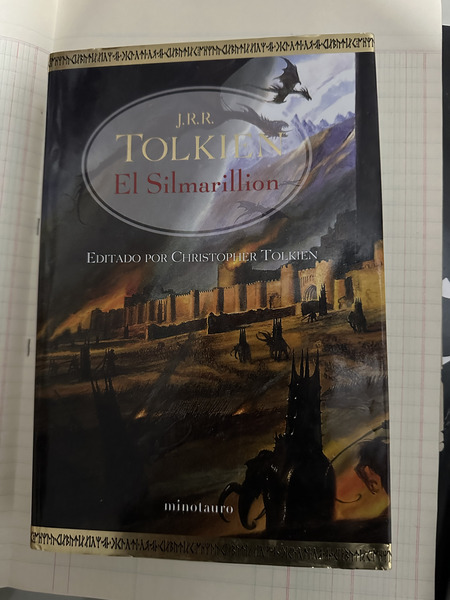 J.R.R.
TOLKIEN
El Silmarillion
EDITADO POR CHRISTOPHER TOLKIEN
minotauro